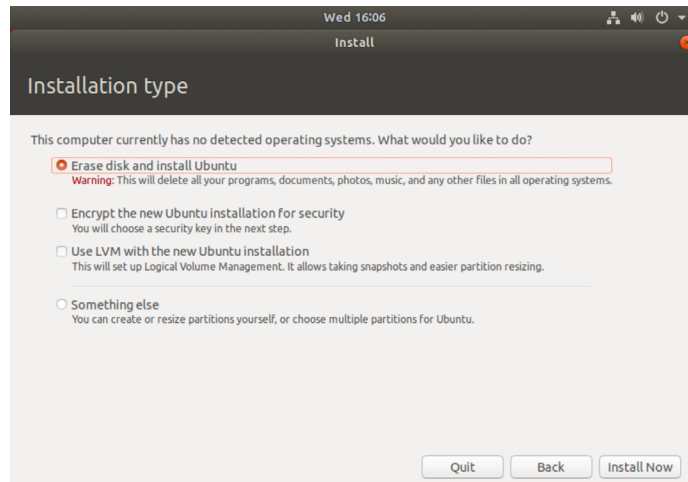 Wed 16:06
Install
Installation type
This computer currently has no detected operating systems. What would you like to do?
Erase disk and install Ubuntu
Warning: This will delete all your programs, documents, photos, music, and any other files in all operating systems.
Encrypt the new Ubuntu installation for security
You will choose a security key in the next step.
Use LVM with the new Ubuntu installation
This will set up Logical Volume Management. It allows taking snapshots and easier partition resizing.
Something else
You can create or resize partitions yourself, or choose multiple partitions for Ubuntu.
Quit Back Install Now